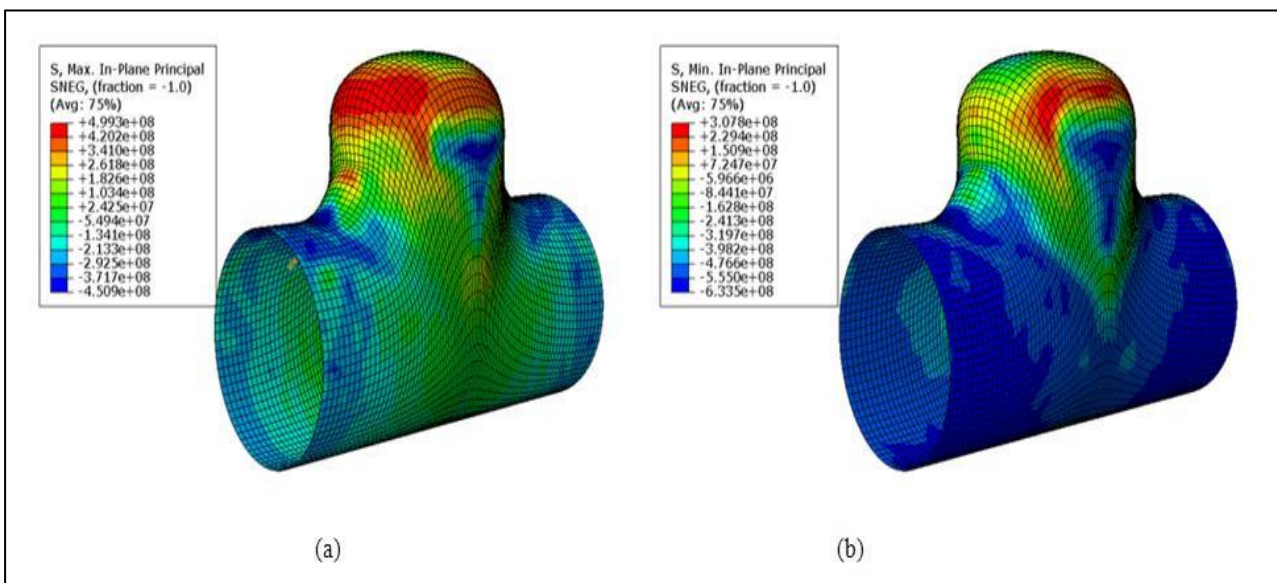 S, Max. In-Plane Principal
SNEG, (fraction = -1.0)
(Avg: 75%)
+4.993e+08
+4.202e+08
+3.410e+08
+2.618e+08
+1.826e+08
+1.034e+08
+2.425e+07
-5.494e+07
-1.341e+08
-2.133e+08
-2.925e+08
-3.717e+08
-4.509e+08
S, Min. In-Plane Principal
SNEG, (fraction = -1.0)
(Avg: 75%)
+3.078e+08
+2.294e+08
+1.509e+08
+7.247e+07
-5.966e+06
-8.441e+07
-1.628e+08
-2.413e+08
-3.197e+08
-3.982e+08
-4.766e+08
-5.550e+08
-6.335e+08
(a)
(b)